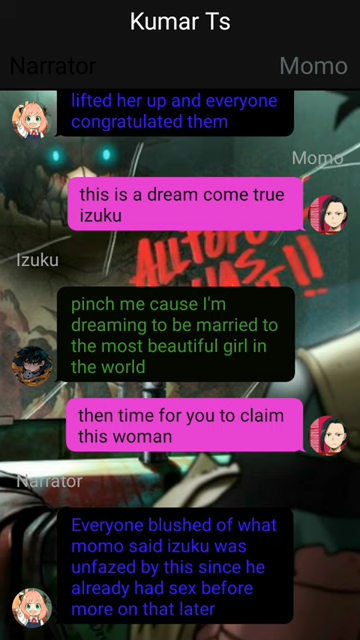 Kumar Ts
Narrator
Momo
lifted her up and everyone
congratulated them
Momo
this is a dream come true
izuku
Izuku
pinch me cause I'm
dreaming to be married to
the most beautiful girl in
the world
then time for you to claim
this woman
Narrator
Everyone blushed of what
momo said izuku was
unfazed by this since he
already had sex before
more on that later